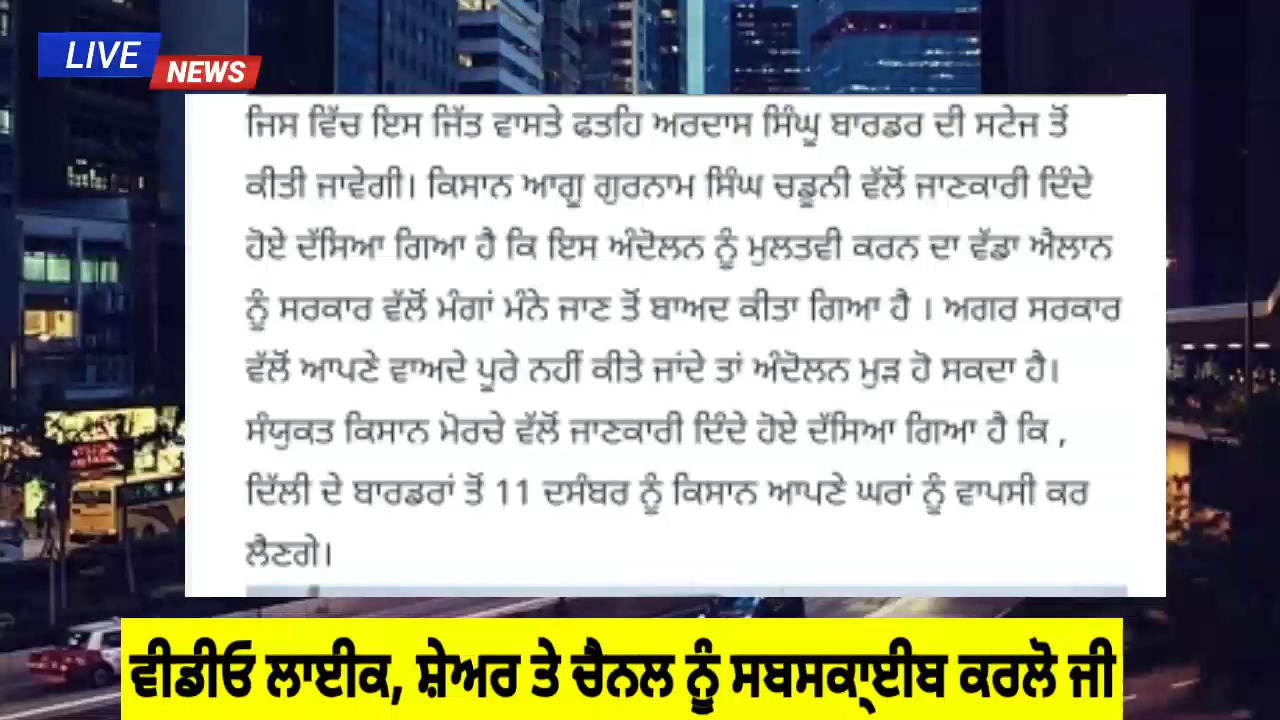 LIVE
NEWS
ਜਿਸ ਵਿੱਚ ਇਸ ਜਿੱਤ ਵਾਸਤੇ ਫਤਹਿ ਅਰਦਾਸ ਸਿੰਘੂ ਬਾਰਡਰ ਦੀ ਸਟੇਜ ਤੋਂ
ਕੀਤੀ ਜਾਵੇਗੀ। ਕਿਸਾਨ ਆਗੂ ਗੁਰਨਾਮ ਸਿੰਘ ਚਡੂਨੀ ਵੱਲੋਂ ਜਾਣਕਾਰੀ ਦਿੰਦੇ
ਹੋਏ ਦੱਸਿਆ ਗਿਆ ਹੈ ਕਿ ਇਸ ਅੰਦੋਲਨ ਨੂੰ ਮੁਲਤਵੀ ਕਰਨ ਦਾ ਵੱਡਾ ਐਲਾਨ
ਨੂੰ ਸਰਕਾਰ ਵੱਲੋਂ ਮੰਗਾਂ ਮੰਨੇ ਜਾਣ ਤੋਂ ਬਾਅਦ ਕੀਤਾ ਗਿਆ ਹੈ । ਅਗਰ ਸਰਕਾਰ
ਵੱਲੋਂ ਆਪਣੇ ਵਾਅਦੇ ਪੂਰੇ ਨਹੀਂ ਕੀਤੇ ਜਾਂਦੇ ਤਾਂ ਅੰਦੋਲਨ ਮੁੜ ਹੋ ਸਕਦਾ ਹੈ।
ਸੰਯੁਕਤ ਕਿਸਾਨ ਮੋਰਚੇ ਵੱਲੋਂ ਜਾਣਕਾਰੀ ਦਿੰਦੇ ਹੋਏ ਦੱਸਿਆ ਗਿਆ ਹੈ ਕਿ ,
ਦਿੱਲੀ ਦੇ ਬਾਰਡਰਾਂ ਤੋਂ 11 ਦਸੰਬਰ ਨੂੰ ਕਿਸਾਨ ਆਪਣੇ ਘਰਾਂ ਨੂੰ ਵਾਪਸੀ ਕਰ
ਲੈਣਗੇ।
ਵੀਡੀਓ ਲਾਈਕ, ਸ਼ੇਅਰ ਤੇ ਚੈਨਲ ਨੂੰ ਸਬਸਕ੍ਰਾਈਬ ਕਰਲੋ ਜੀ